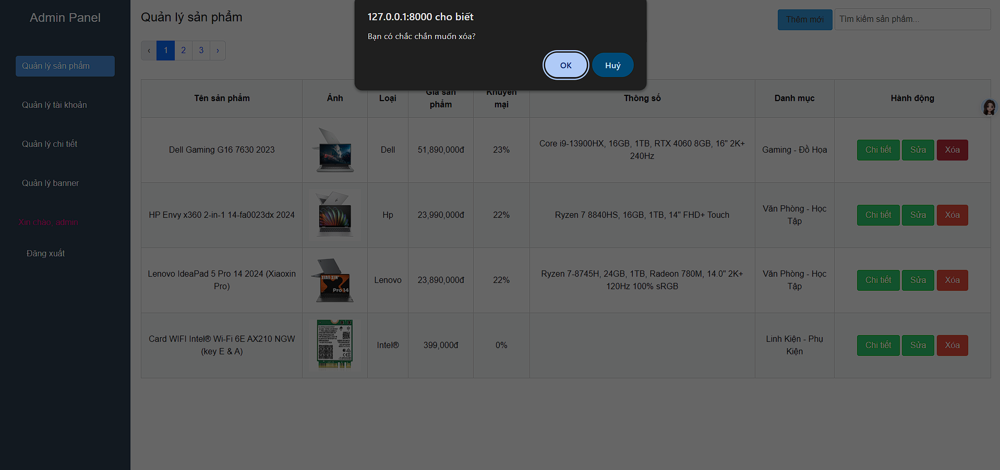 Admin Panel
Quản lý sản phẩm
Quản lý tài khoản
Quản lý chi tiết
Quản lý banner
Xin chào, admin
Đăng xuất
Quản lý sản phẩm
127.0.0.1:8000 cho biết
Bạn có chắc chắn muốn xóa?
OK
Huỷ
Thêm mới
Tìm kiếm sản phẩm...
‹ 1 2 3 ›
Tên sản phẩm
Ảnh
Loại
Giá sản
phẩm
Khuyến
mại
Thông số
Danh mục
Hành động
Dell Gaming G16 7630 2023
Dell
51,890,000đ
23%
Core i9-13900HX, 16GB, 1TB, RTX 4060 8GB, 16" 2K+
240Hz
Gaming - Đồ Họa
Chi tiết
Sửa
Xóa
HP Envy x360 2-in-1 14-fa0023dx 2024
Hp
23,990,000đ
22%
Ryzen 7 8840HS, 16GB, 1TB, 14" FHD+ Touch
Văn Phòng - Học
Tập
Chi tiết
Sửa
Xóa
Lenovo IdeaPad 5 Pro 14 2024 (Xiaoxin
Pro)
XIAO XIN
Pro 14
Lenovo
23,890,000đ
22%
Ryzen 7-8745H, 24GB, 1TB, Radeon 780M, 14.0" 2K+
120Hz 100% sRGB
Văn Phòng - Học
Tập
Chi tiết
Sửa
Xóa
Card WIFI Intel® Wi-Fi 6E AX210 NGW
(key E & A)
Intel®
399,000đ
0%
Linh Kiện - Phụ
Kiện
Chi tiết
Sửa
Xóa